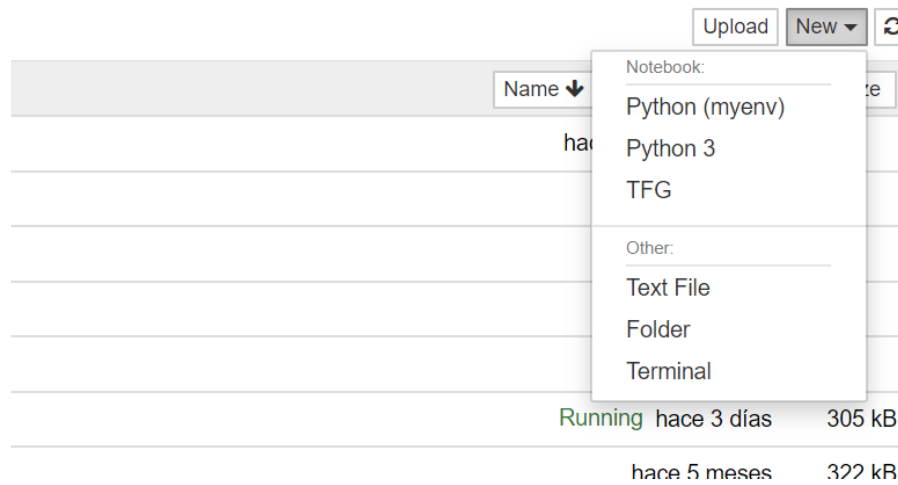 Upload New
Name
Notebook:
Python (myenv)
Python 3
TFG
Other:
Text File
Folder
Terminal
Running hace 3 días 305 kB
hace 5 meses 322 kB